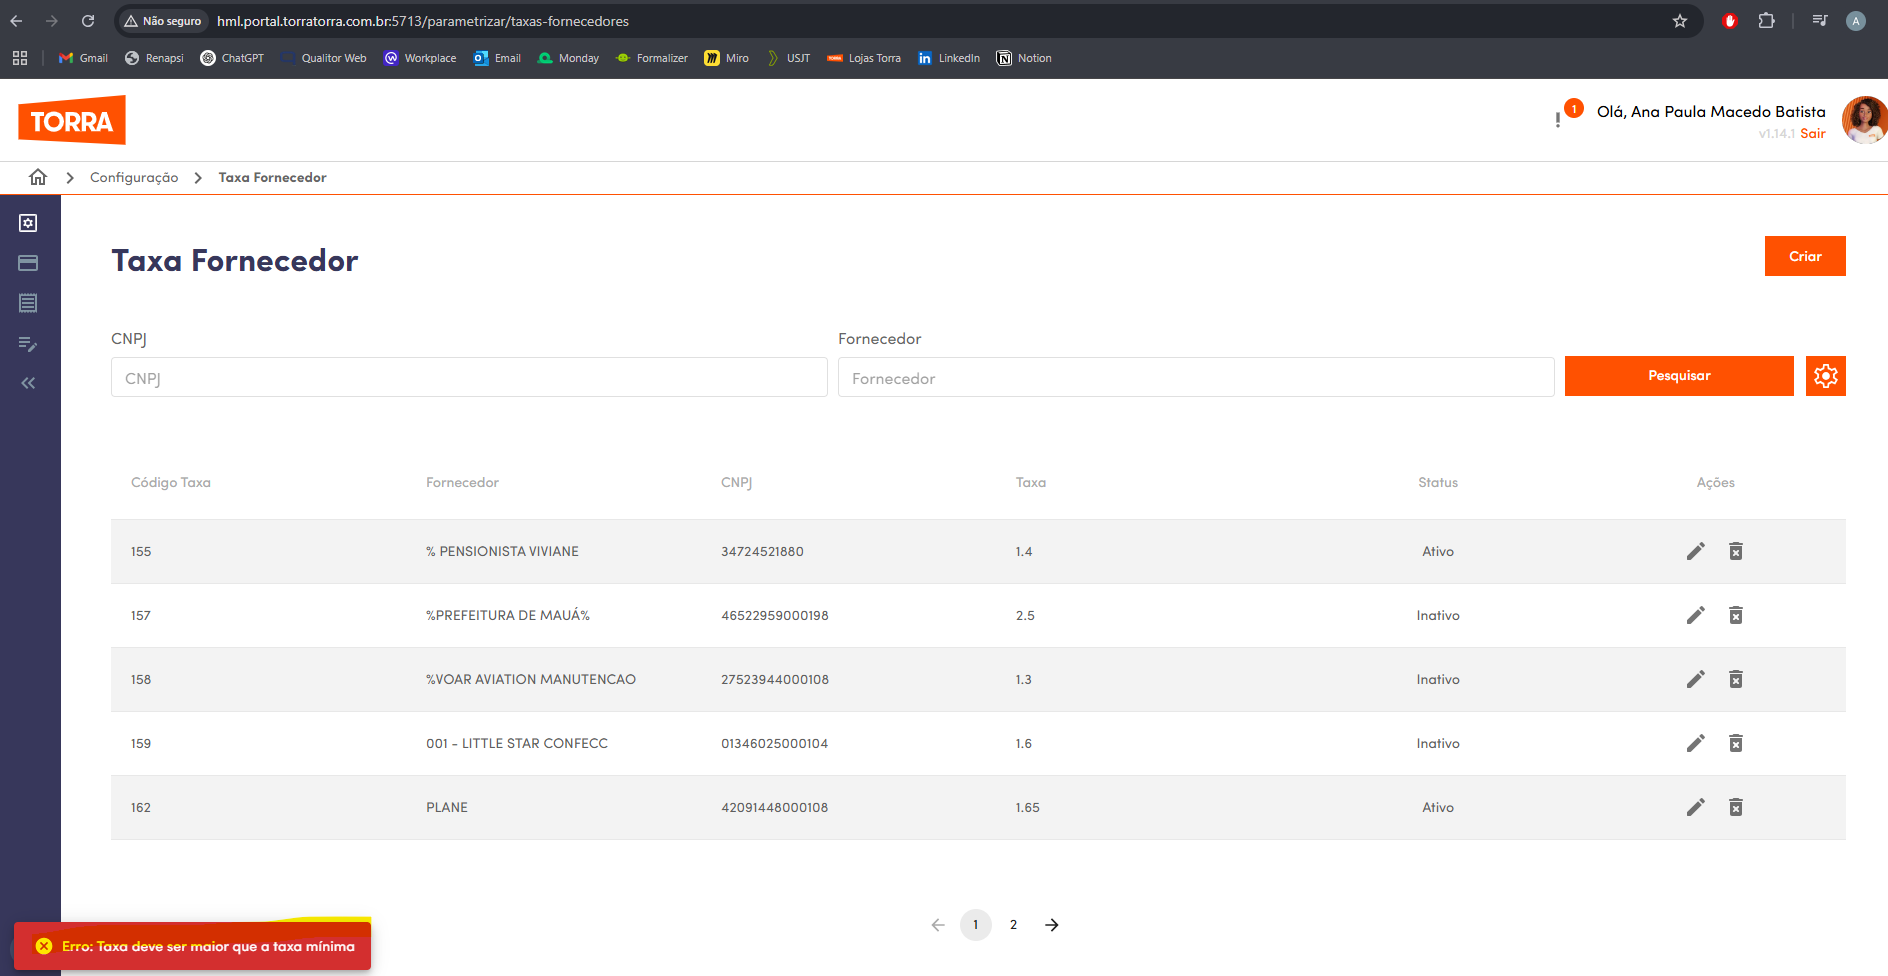 Não seguro
hml.portal.torratorra.com.br:5713/parametrizar/taxas-fornecedores
A
Gmail
Renapsi
ChatGPT
Qualitor Web
Workplace
Email
Monday
Formalizer
Miro
USJT
Lojas Torra
LinkedIn
Notion
TORRA
1
Olá, Ana Paula Macedo Batista
v1.14.1 Sair
Configuração
Taxa Fornecedor
Taxa Fornecedor
Criar
CNPJ
Fornecedor
CNPJ
Fornecedor
Pesquisar
Código Taxa Fornecedor CNPJ Taxa Status Ações
155 % PENSIONISTA VIVIANE 34724521880 1.4 Ativo
157 %PREFEITURA DE MAUÁ% 46522959000198 2.5 Inativo
158 %VOAR AVIATION MANUTENCAO 27523944000108 1.3 Inativo
159 001 - LITTLE STAR CONFECC 01346025000104 1.6 Inativo
162 PLANE 42091448000108 1.65 Ativo
1 2
Erro: Taxa deve ser maior que a taxa mínima